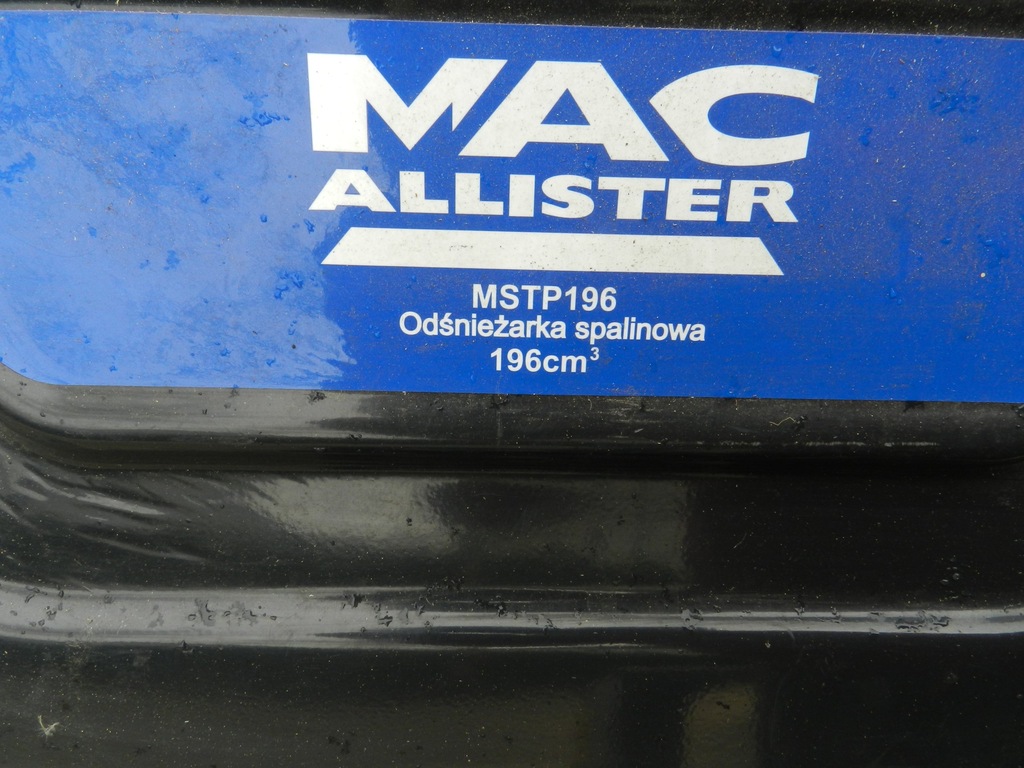 MAC
ALLISTER
MSTP196
Odśnieżarka spalinowa
196cm³